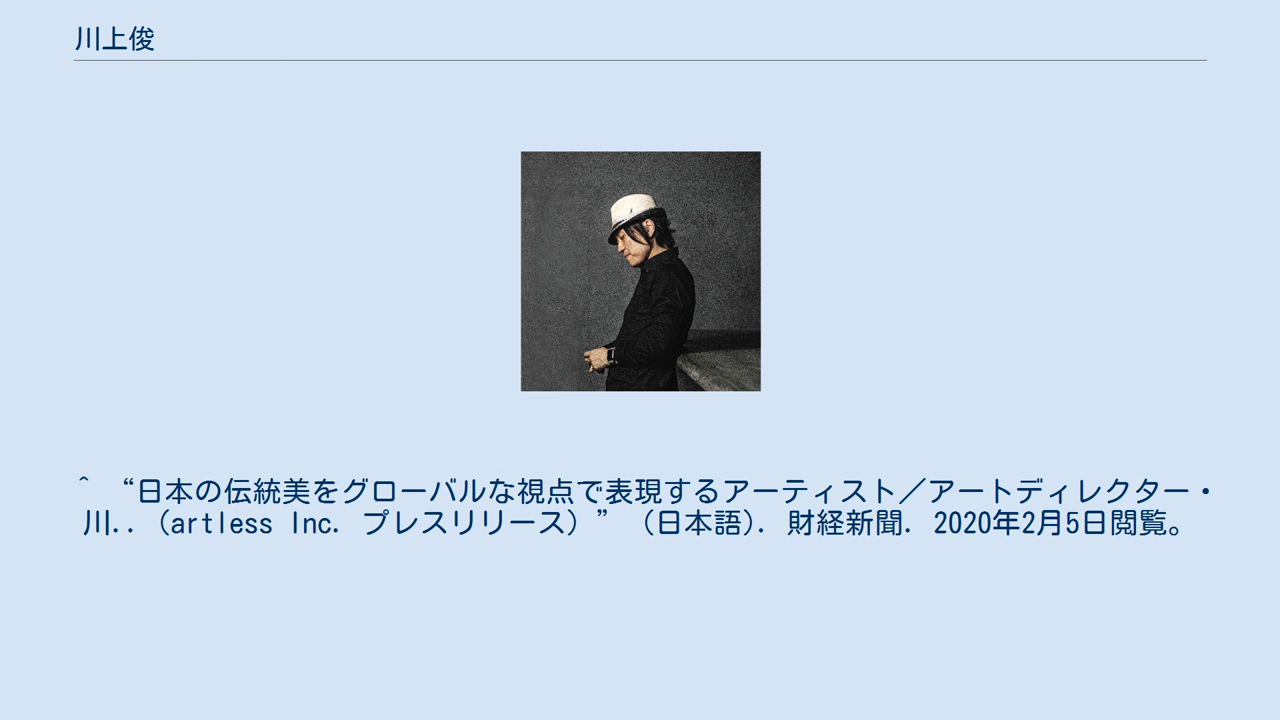 川上俊
^ “日本の伝統美をグローバルな視点で表現するアーティスト／アートディレクター・
川.. (artless Inc. プレスリリース)” (日本語). 財経新聞. 2020年2月5日閲覧。